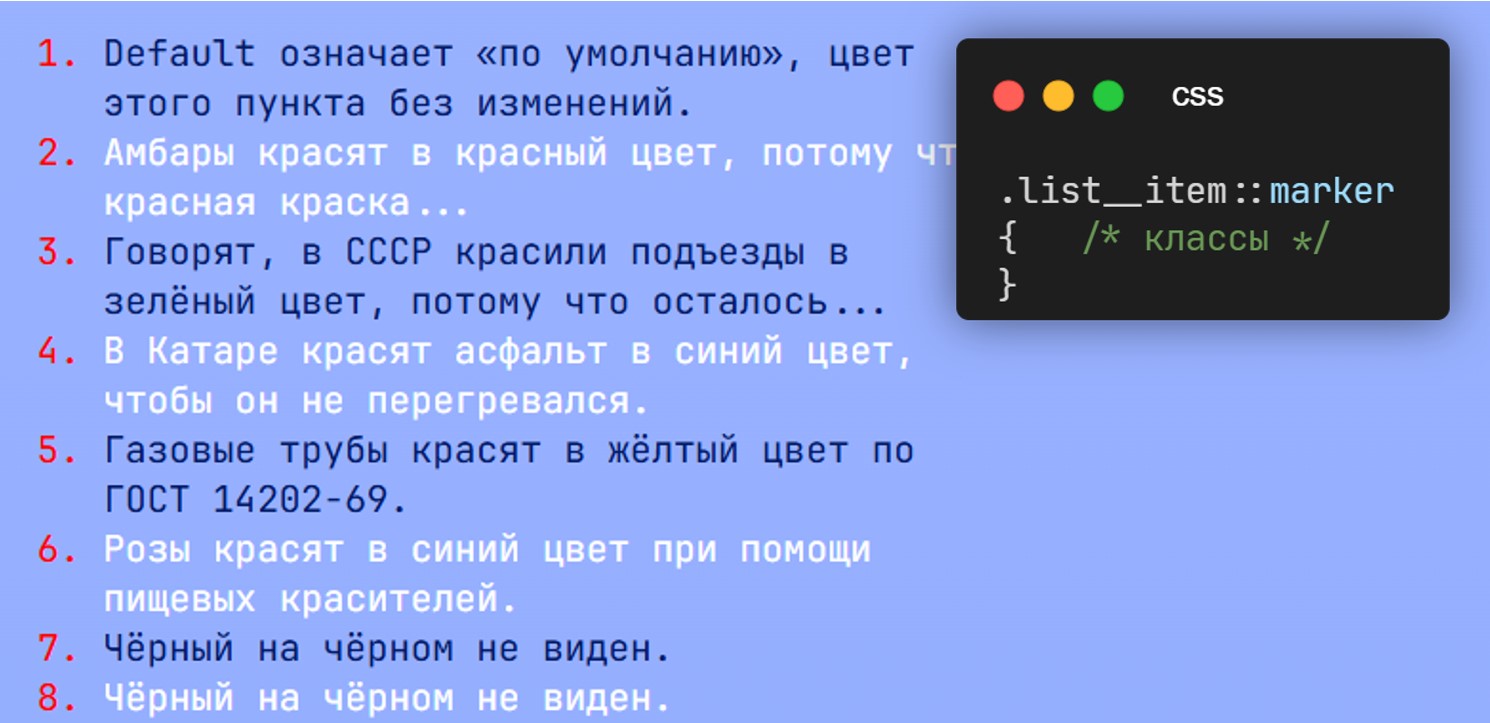 1. Default означает «по умолчанию», цвет
этого пункта без изменений.
2. Амбары красят в красный цвет, потому
красная краска...
3. Говорят, в СССР красили подъезды в
зелёный цвет, потому что осталось...
4. В Катаре красят асфальт в синий цвет,
чтобы он не перегревался.
5. Газовые трубы красят в жёлтый цвет по
ГОСТ 14202-69.
6. Розы красят в синий цвет при помощи
пищевых красителей.
7. Чёрный на чёрном не виден.
8. Чёрный на чёрном не виден.
css
.list__item::marker
{ /* классы */
}